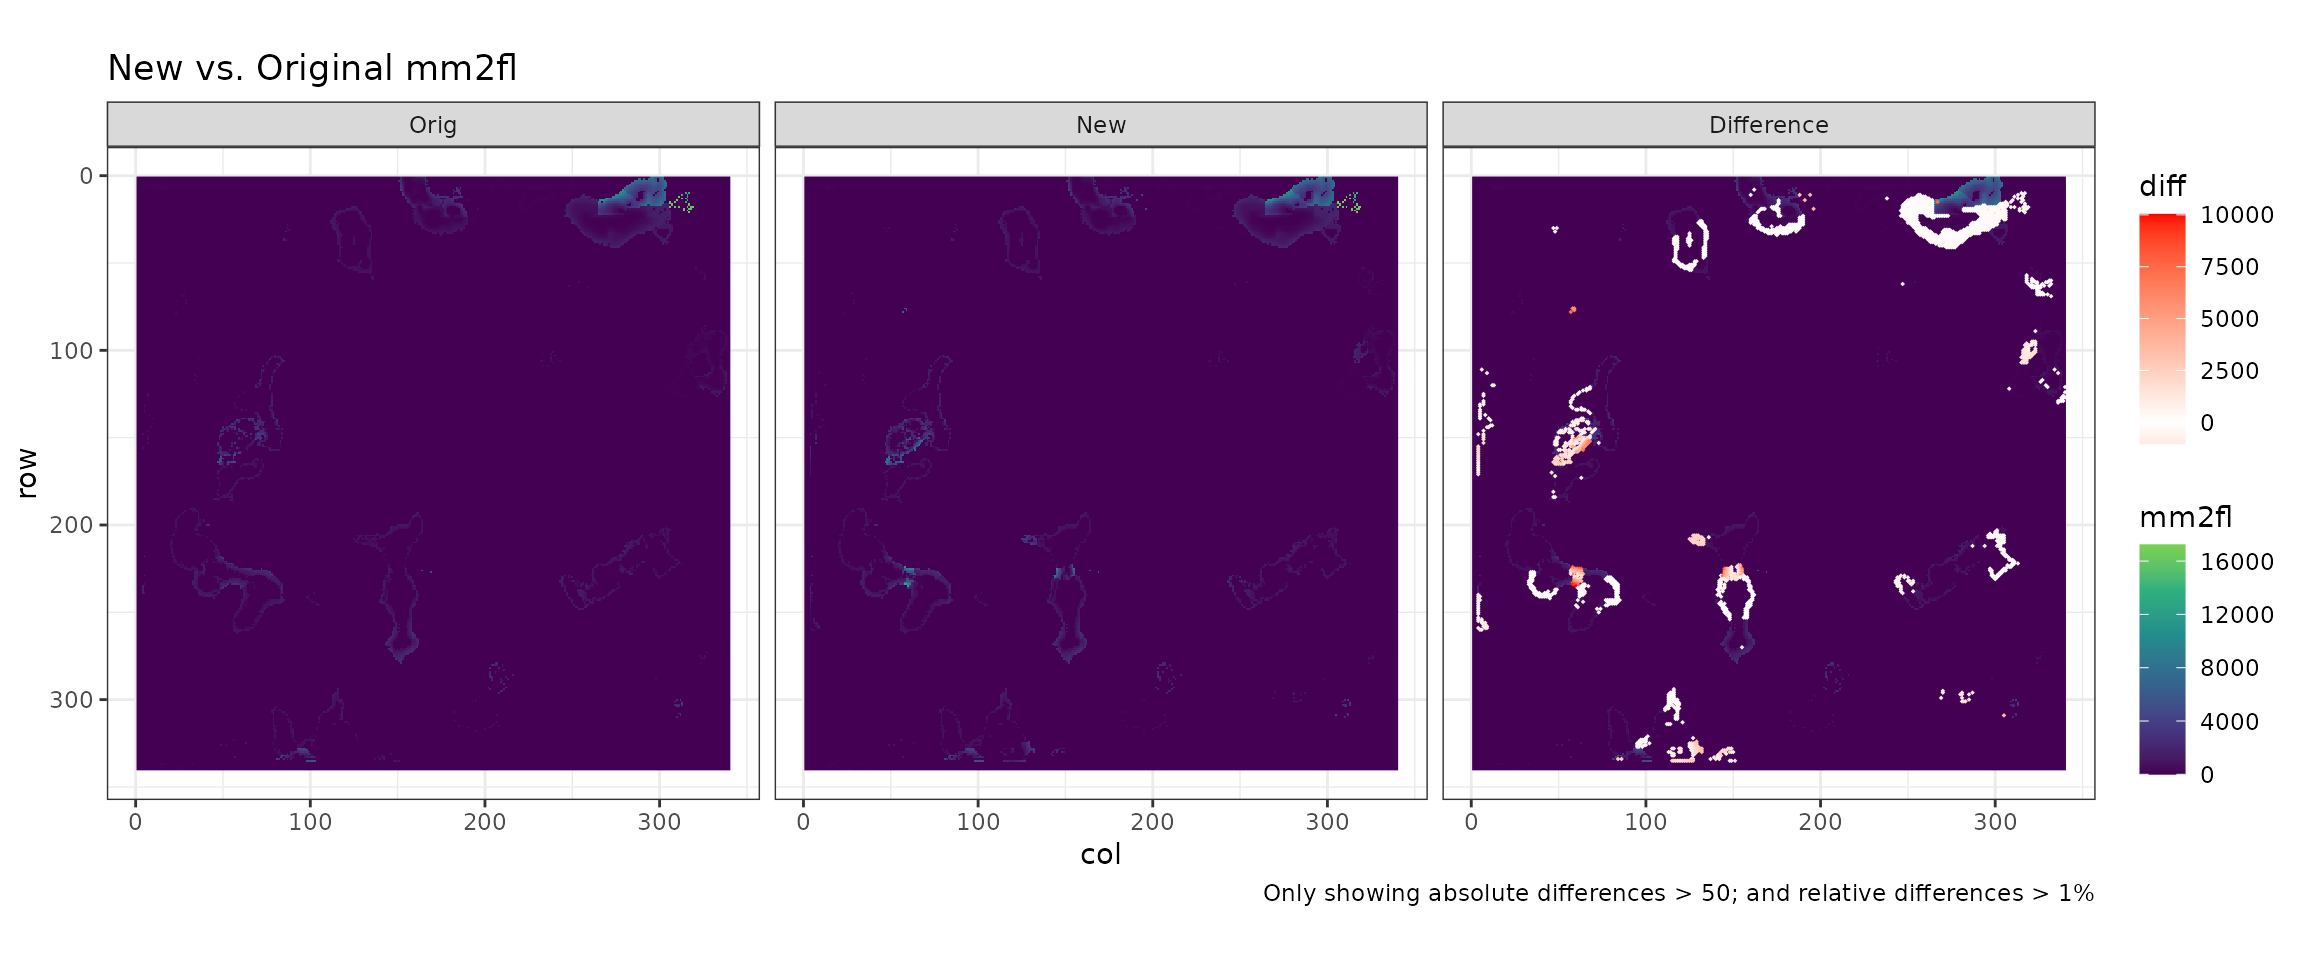 New vs. Original mm2fl
Orig
New
Difference
0
100
200
300
row
0
100
200
300
0
100
200
300
0
100
200
300
col
diff
10000
7500
5000
2500
0
mm2fl
16000
12000
8000
4000
0
Only showing absolute differences > 50; and relative differences > 1%